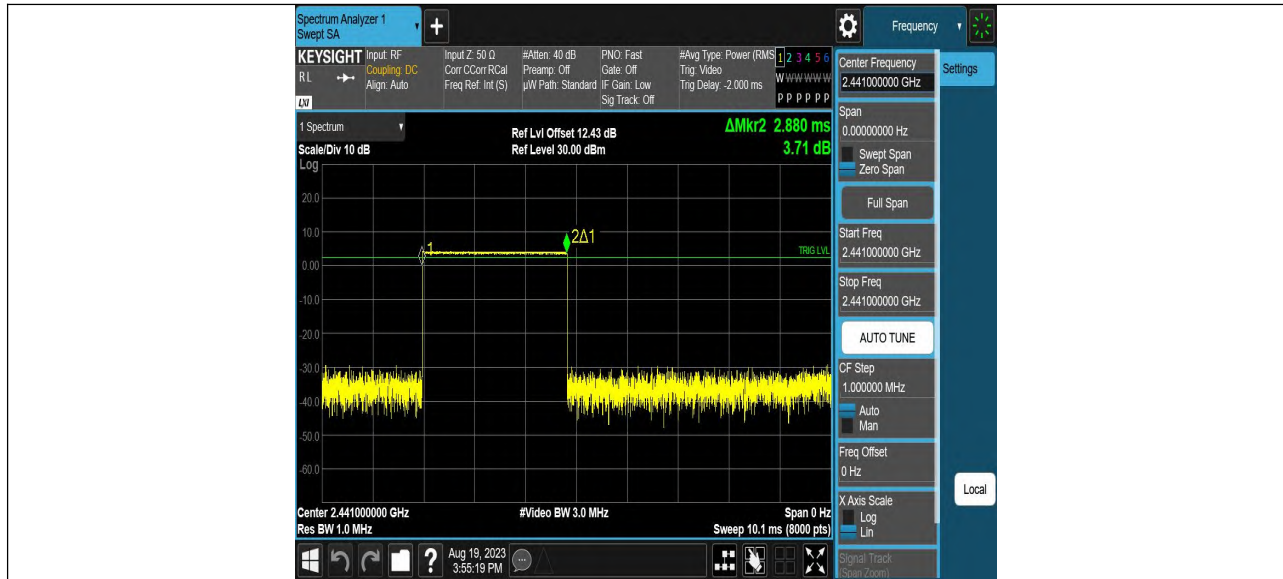 Spectrum Analyzer 1
Swept SA
+
Frequency
KEYSIGHT
Input: RF
Input Z: 50 Ω
#Atten: 40 dB
PNO: Fast
#Avg Type: Power (RMS
1 2 3 4 5 6
R L
Coupling: DC
Corr CCorr RCal
Preamp: Off
Gate: Off
Trig: Video
W W W W W W
Align: Auto
Freq Ref: Int (S)
µW Path: Standard
IF Gain: Low
Trig Delay: -2.000 ms
P P P P P P
LXI
Sig Track: Off
1 Spectrum
Ref Lvl Offset 12.43 dB
ΔMkr2 2.880 ms
Scale/Div 10 dB
Ref Level 30.00 dBm
3.71 dB
Log
20.0
10.0
0.00
-10.0
-20.0
-30.0
-40.0
-50.0
-60.0
1
2Δ1
TRIG LVL
Center 2.441000000 GHz
#Video BW 3.0 MHz
Span 0 Hz
Res BW 1.0 MHz
Sweep 10.1 ms (8000 pts)
?
Aug 19, 2023
3:55:19 PM
Center Frequency
2.441000000 GHz
Settings
Span
0.00000000 Hz
Swept Span
Zero Span
Full Span
Start Freq
2.441000000 GHz
Stop Freq
2.441000000 GHz
AUTO TUNE
CF Step
1.000000 MHz
Auto
Man
Freq Offset
0 Hz
X Axis Scale
Log
Lin
Local
Signal Track
(Span Zoom)